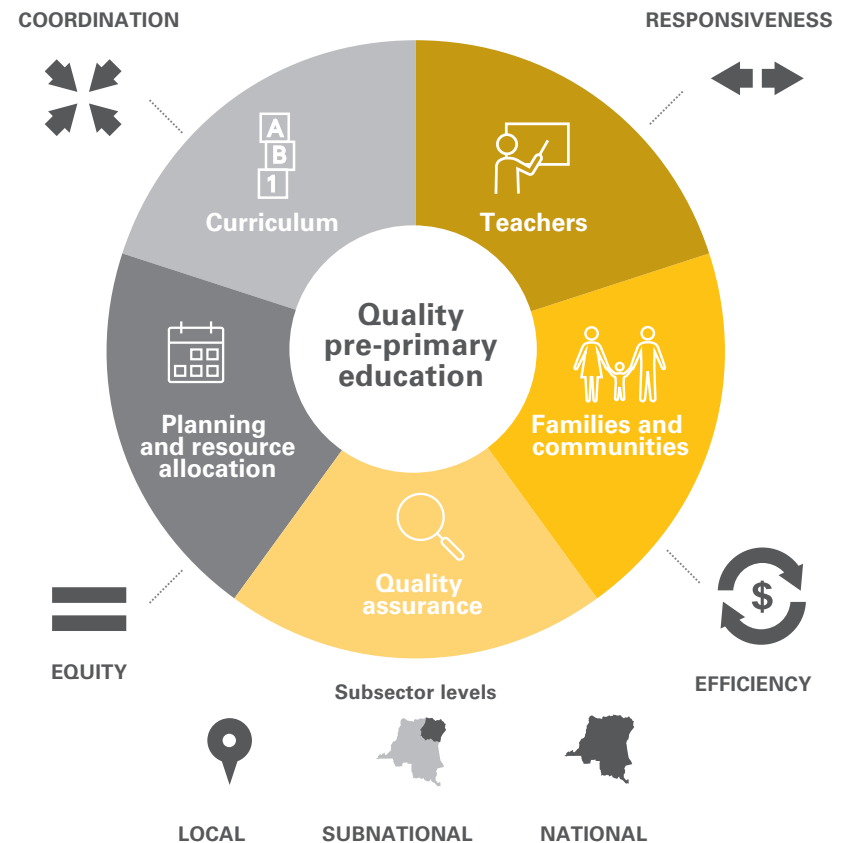 COORDINATION
RESPONSIVENESS
A
B
1
Curriculum
Teachers
Quality
pre-primary
education
Planning
and resource
allocation
Families and
communities
Quality
assurance
$
EQUITY
EFFICIENCY
Subsector levels
LOCAL
SUBNATIONAL
NATIONAL